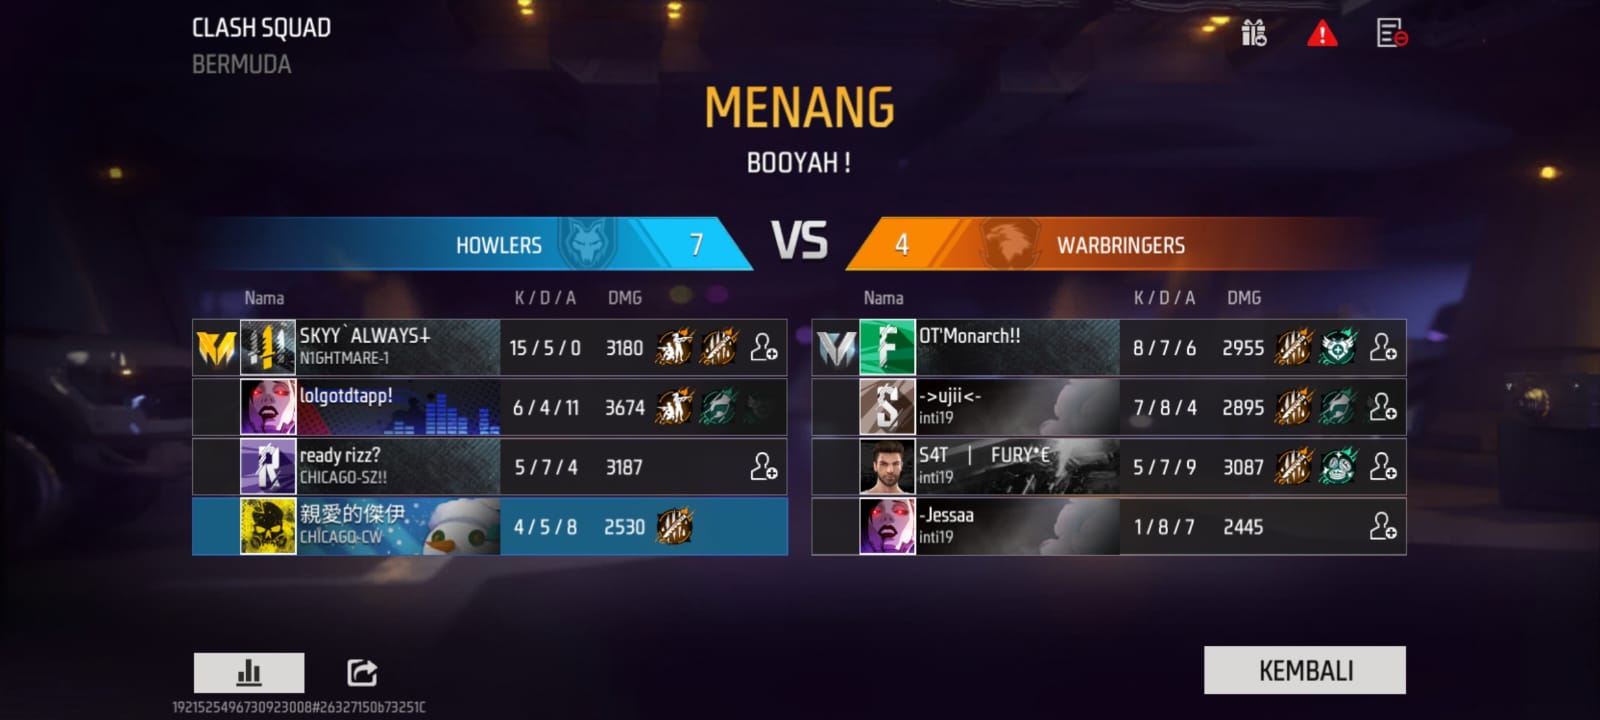 CLASH SQUAD
BERMUDA
MENANG
BOOYAH !
HOWLERS 7 VS 4 WARBRINGERS
Nama K / D / A DMG Nama K / D / A DMG
SKYY`ALWAYS⸸ 15 / 5 / 0 3180
N1GHTMARE-1
OT'Monarch!! 8 / 7 / 6 2955
lolgotdtapp! 6 / 4 / 11 3674
->ujii<- 7 / 8 / 4 2895
inti19
ready rizz? 5 / 7 / 4 3187
CHICAGO-SZ!!
S4T | FURY*€ 5 / 7 / 9 3087
inti19
親愛的傑伊 4 / 5 / 8 2530
CHICAGO-CW
-Jessaa 1 / 8 / 7 2445
inti19
KEMBALI
1921525496730923008#26327150b73251C